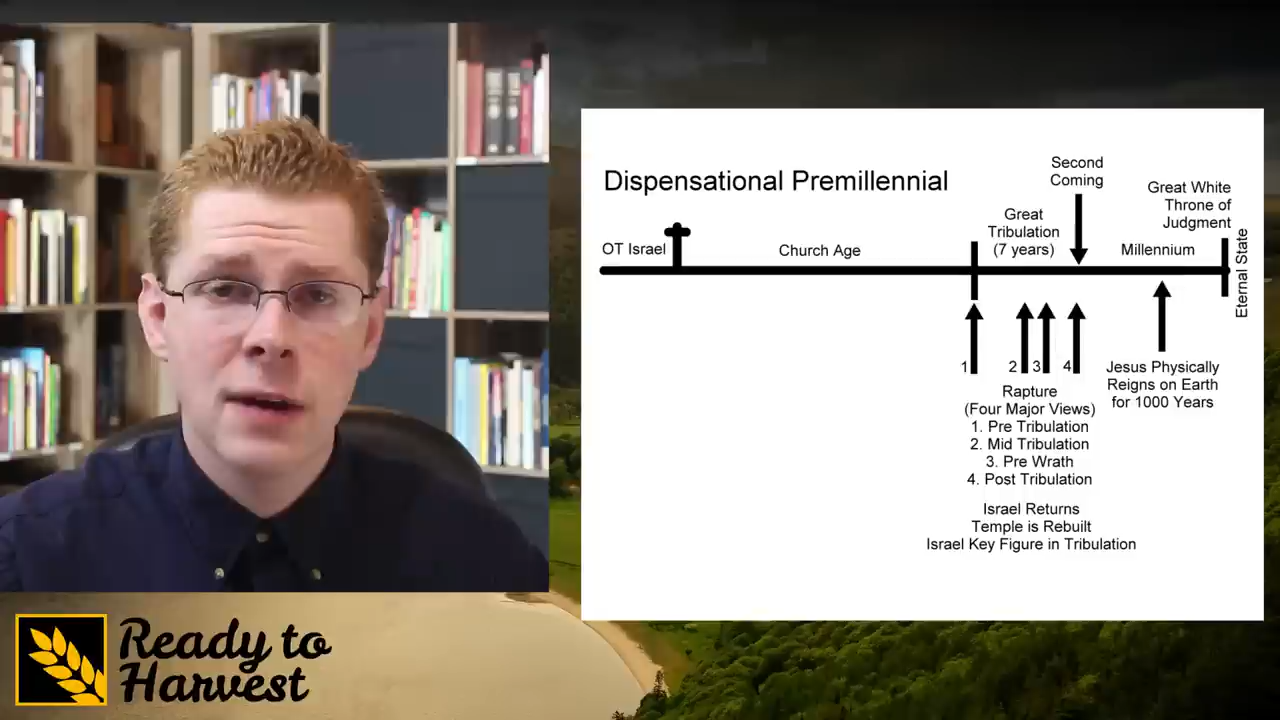 Dispensational Premillennial
OT Israel
Church Age
Great
Tribulation
(7 years)
Second
Coming
Millennium
Great White
Throne of
Judgment
Eternal State
1
2
3
4
Rapture
(Four Major Views)
1. Pre Tribulation
2. Mid Tribulation
3. Pre Wrath
4. Post Tribulation
Israel Returns
Temple is Rebuilt
Israel Key Figure in Tribulation
Jesus Physically
Reigns on Earth
for 1000 Years
Ready to
Harvest